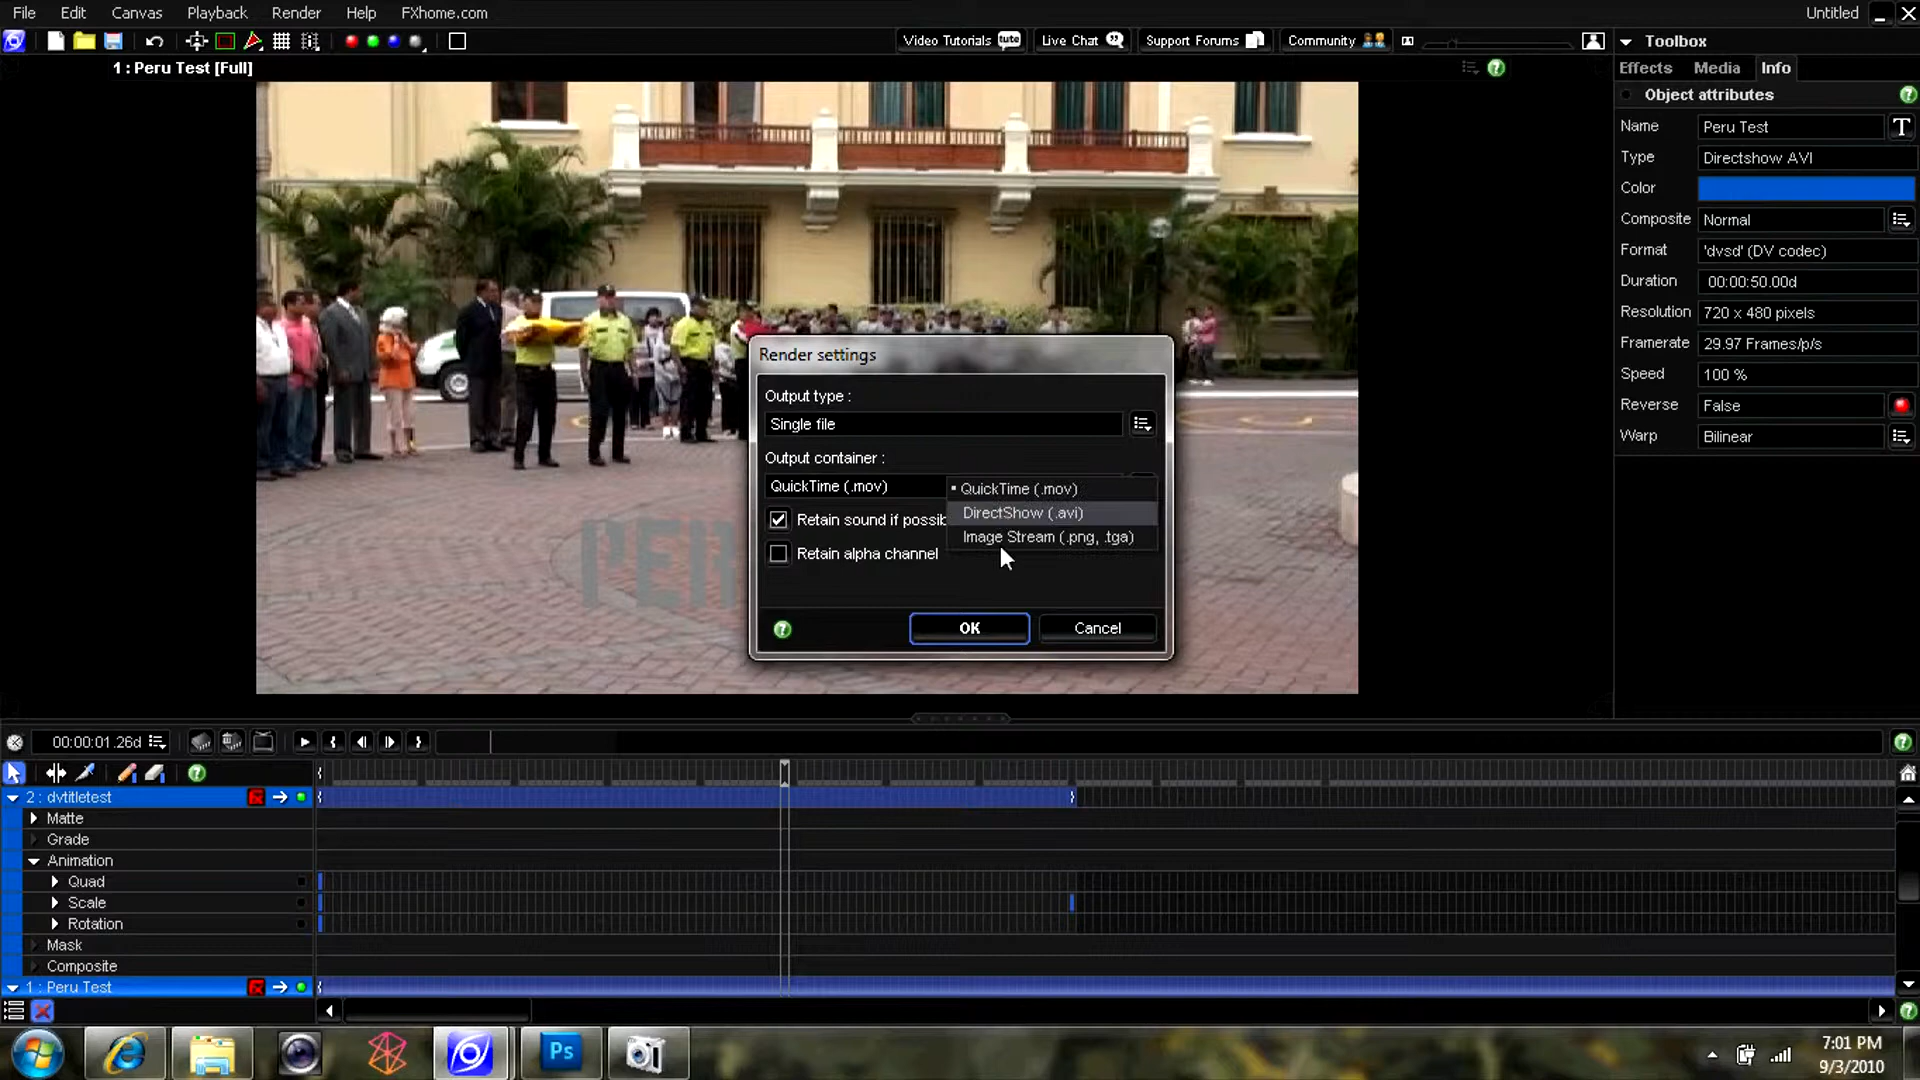 File Edit Canvas Playback Render Help FXhome.com Untitled
Video Tutorials tute Live Chat Support Forums Community
Toolbox
1 : Peru Test [Full]
Effects Media Info
Object attributes
Name Peru Test T
Type Directshow AVI
Color
Composite Normal
Format 'dvsd' (DV codec)
Duration 00:00:50.00d
Resolution 720 x 480 pixels
Framerate 29.97 Frames/p/s
Speed 100 %
Reverse False
Warp Bilinear
Render settings
Output type :
Single file
Output container :
QuickTime (.mov)
QuickTime (.mov)
DirectShow (.avi)
Image Stream (.png, .tga)
Retain sound if possib
Retain alpha channel
PER
OK Cancel
00:00:01.26d
2 : dvtitletest
Matte
Grade
Animation
Quad
Scale
Rotation
Mask
Composite
1 : Peru Test
Ps
7:01 PM
9/3/2010